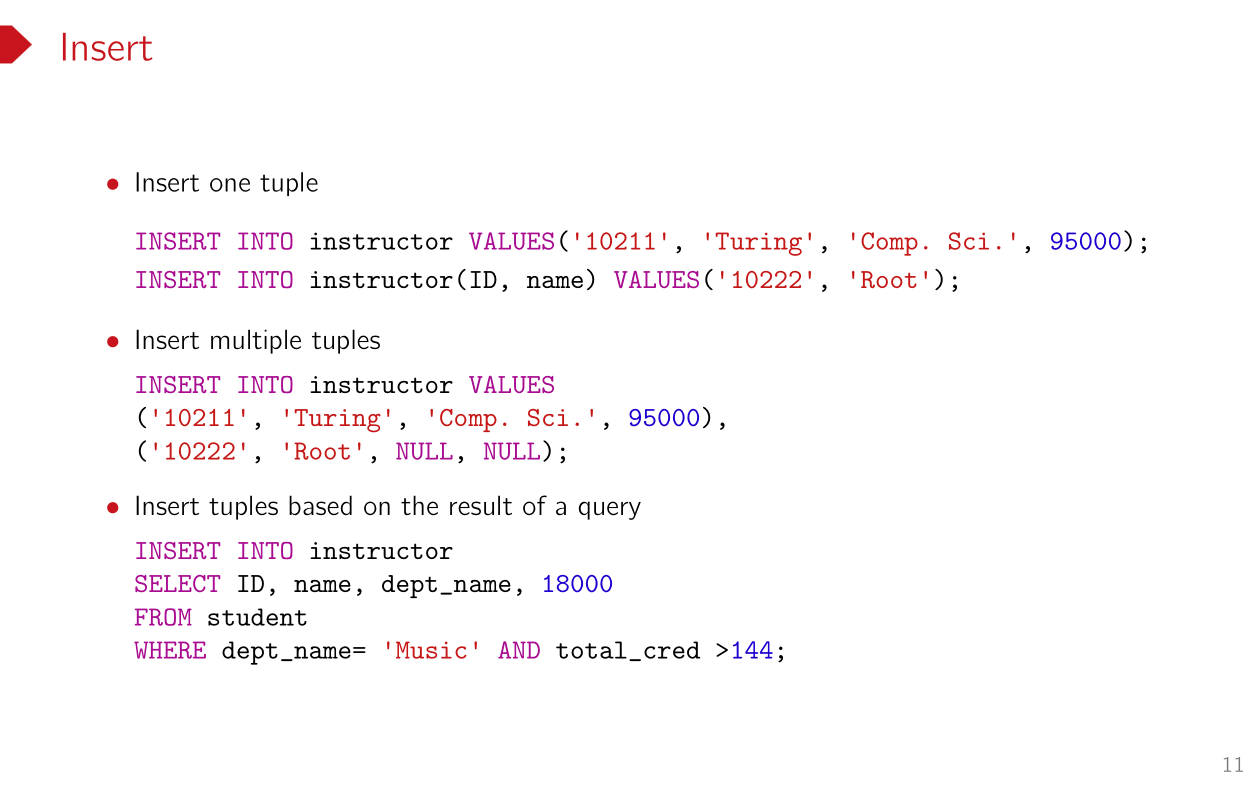 Insert
• Insert one tuple
INSERT INTO instructor VALUES('10211', 'Turing', 'Comp. Sci.', 95000);
INSERT INTO instructor(ID, name) VALUES('10222', 'Root');
• Insert multiple tuples
INSERT INTO instructor VALUES
('10211', 'Turing', 'Comp. Sci.', 95000),
('10222', 'Root', NULL, NULL);
• Insert tuples based on the result of a query
INSERT INTO instructor
SELECT ID, name, dept_name, 18000
FROM student
WHERE dept_name= 'Music' AND total_cred >144;
11